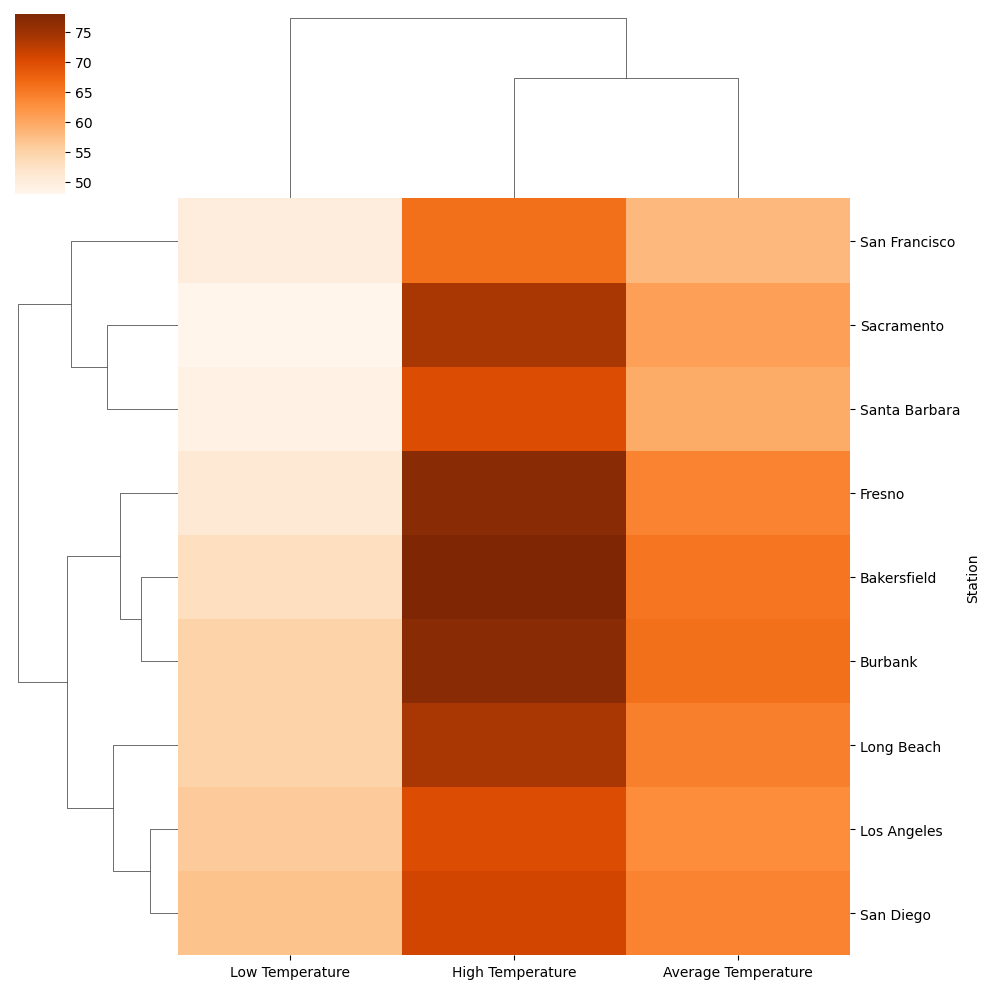 75
70
65
60
55
50
San Francisco
Sacramento
Santa Barbara
Fresno
Bakersfield
Burbank
Long Beach
Los Angeles
San Diego
Station
Low Temperature
High Temperature
Average Temperature